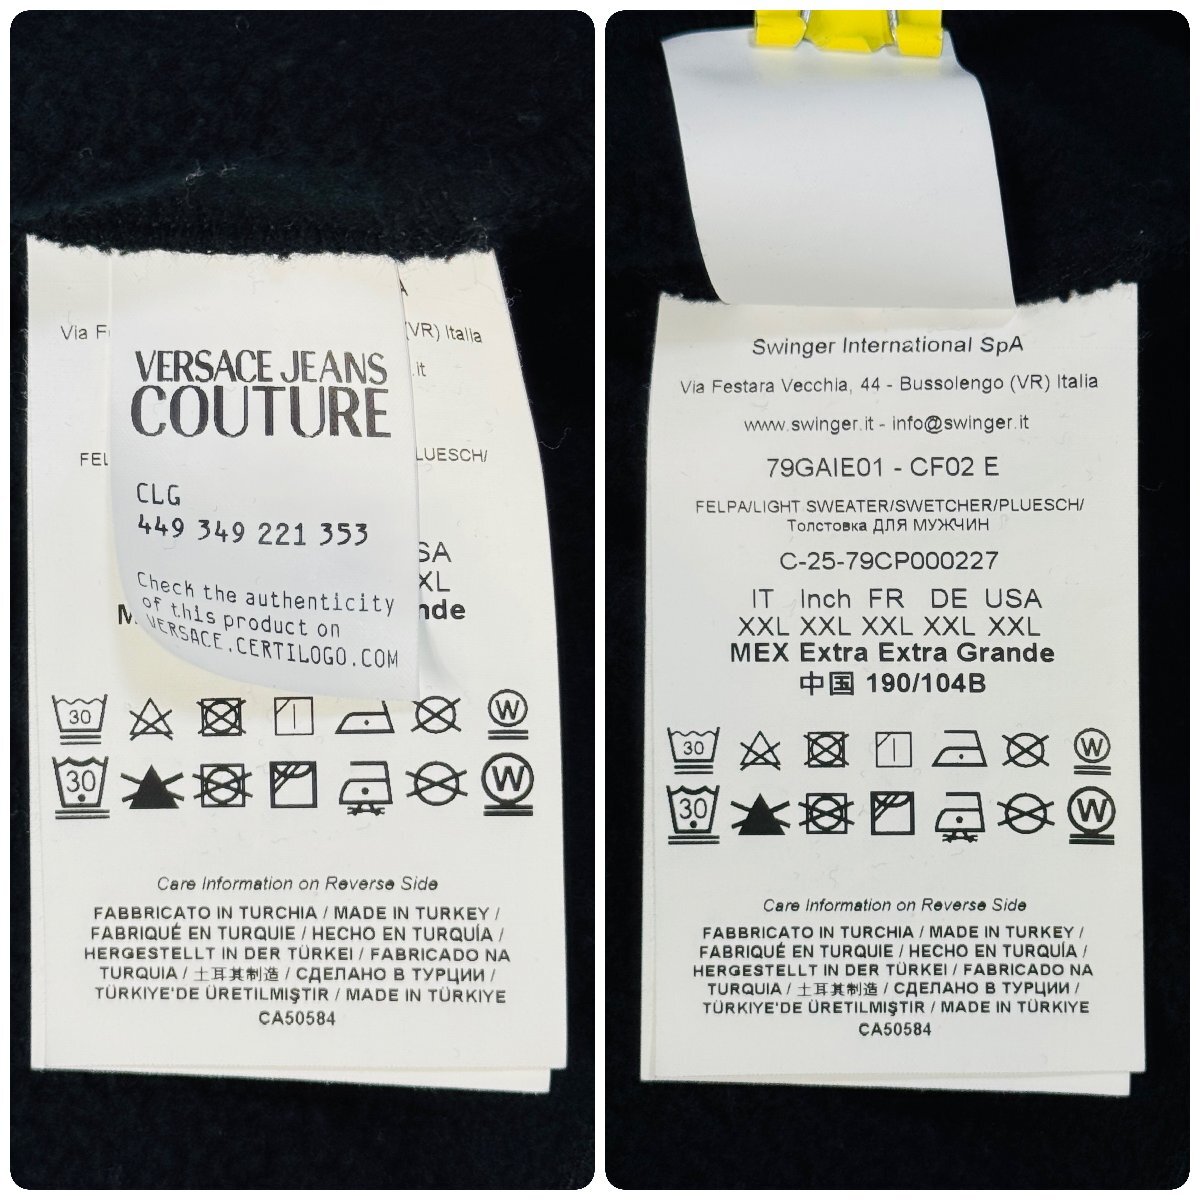 Via F (VR) Italia
.it
VERSACE JEANS
COUTURE
FEL LUESCH/
CLG
449 349 221 353
SA
XL
Check the authenticity
of this product on
VERSACE.CERTILOGO.COM
M nde
30 W
30 W
Care Information on Reverse Side
FABBRICATO IN TURCHIA / MADE IN TURKEY /
FABRIQUÉ EN TURQUIE / HECHO EN TURQUÍA /
HERGESTELLT IN DER TÜRKEI / FABRICADO NA
TURQUIA / 土耳其制造 / СДЕЛАНО В ТУРЦИИ /
TÜRKIYE'DE ÜRETILMIŞTIR / MADE IN TÜRKIYE
CA50584
Swinger International SpA
Via Festara Vecchia, 44 - Bussolengo (VR) Italia
www.swinger.it - info@swinger.it
79GAIE01 - CF02 E
FELPA/LIGHT SWEATER/SWETCHER/PLUESCH/
Толстовка ДЛЯ МУЖЧИН
C-25-79CP000227
IT Inch FR DE USA
XXL XXL XXL XXL XXL
MEX Extra Extra Grande
中国 190/104B
30 W
30 W
Care Information on Reverse Side
FABBRICATO IN TURCHIA / MADE IN TURKEY /
FABRIQUÉ EN TURQUIE / HECHO EN TURQUÍA /
HERGESTELLT IN DER TÜRKEI / FABRICADO NA
TURQUIA / 土耳其制造 / СДЕЛАНО В ТУРЦИИ /
TÜRKIYE'DE ÜRETILMIŞTIR / MADE IN TÜRKIYE
CA50584